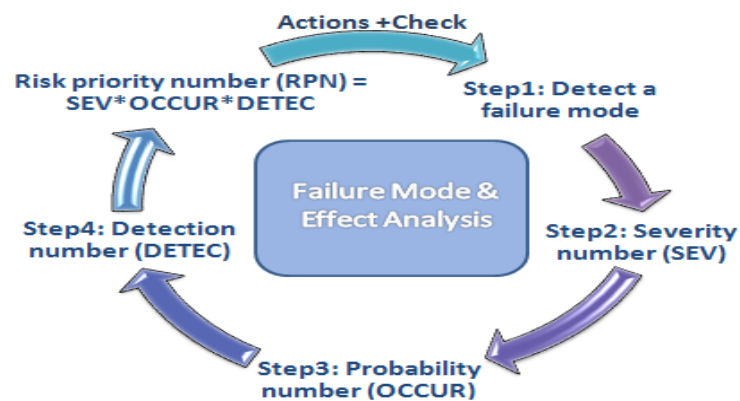 Actions +Check
Risk priority number (RPN) =
SEV*OCCUR*DETEC
Step1: Detect a
failure mode
Failure Mode &
Effect Analysis
Step2: Severity
number (SEV)
Step3: Probability
number (OCCUR)
Step4: Detection
number (DETEC)